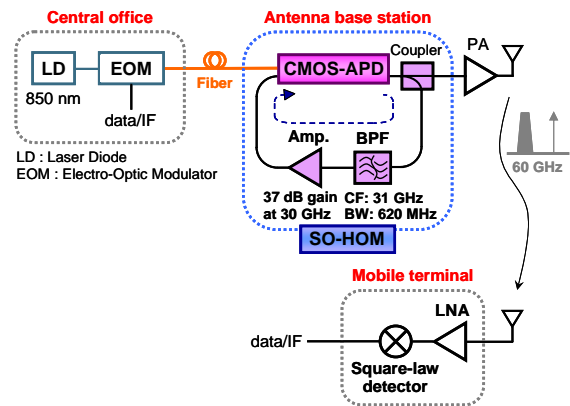 Central office
Antenna base station
LD
EOM
850 nm
data/IF
Fiber
CMOS-APD
Coupler
PA
Amp.
BPF
37 dB gain
at 30 GHz
CF: 31 GHz
BW: 620 MHz
SO-HOM
LD : Laser Diode
EOM : Electro-Optic Modulator
60 GHz
Mobile terminal
LNA
data/IF
Square-law
detector